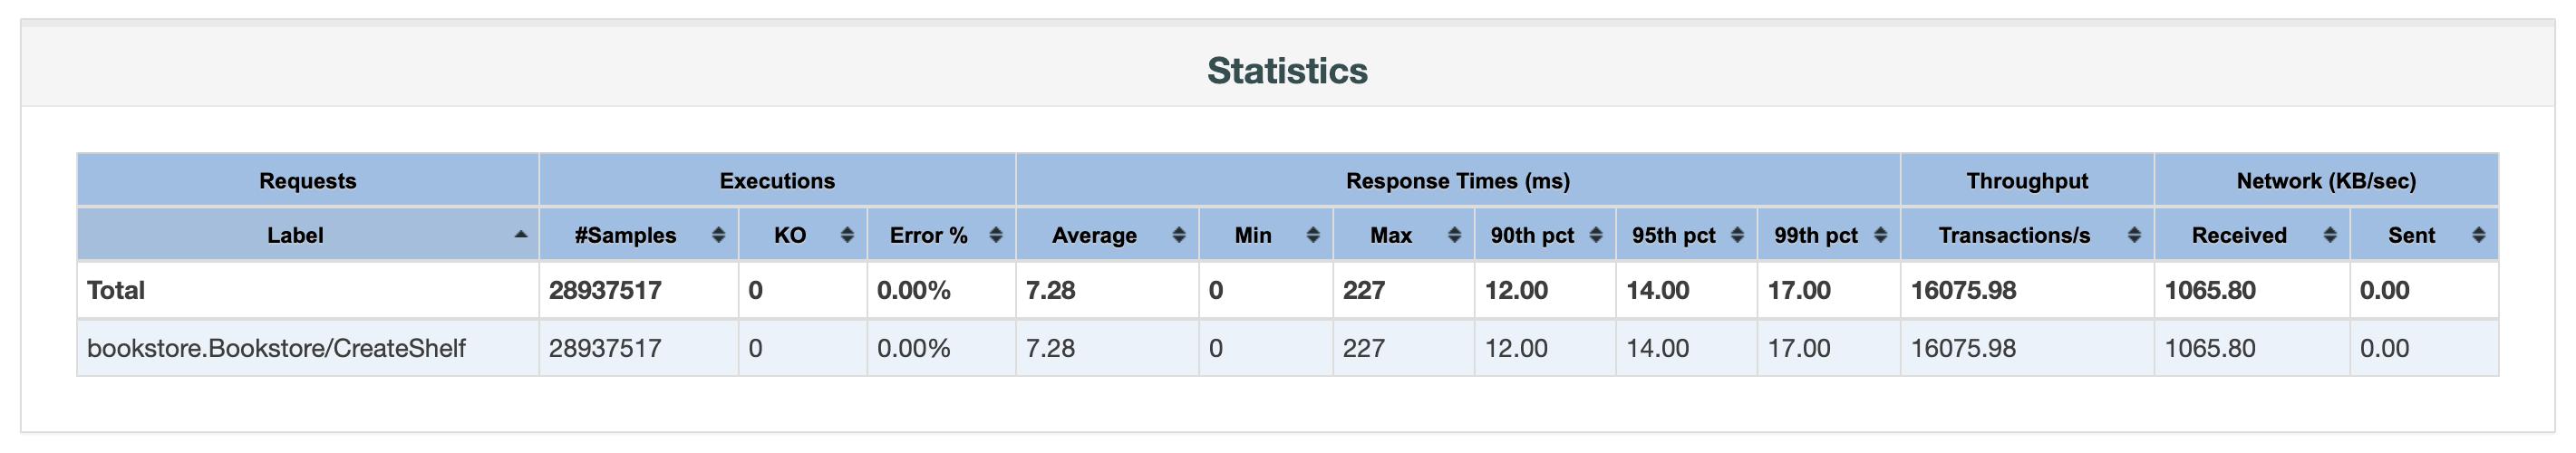 Statistics
Requests Executions Response Times (ms) Throughput Network (KB/sec)
Label #Samples KO Error % Average Min Max 90th pct 95th pct 99th pct Transactions/s Received Sent
Total 28937517 0 0.00% 7.28 0 227 12.00 14.00 17.00 16075.98 1065.80 0.00
bookstore.Bookstore/CreateShelf 28937517 0 0.00% 7.28 0 227 12.00 14.00 17.00 16075.98 1065.80 0.00